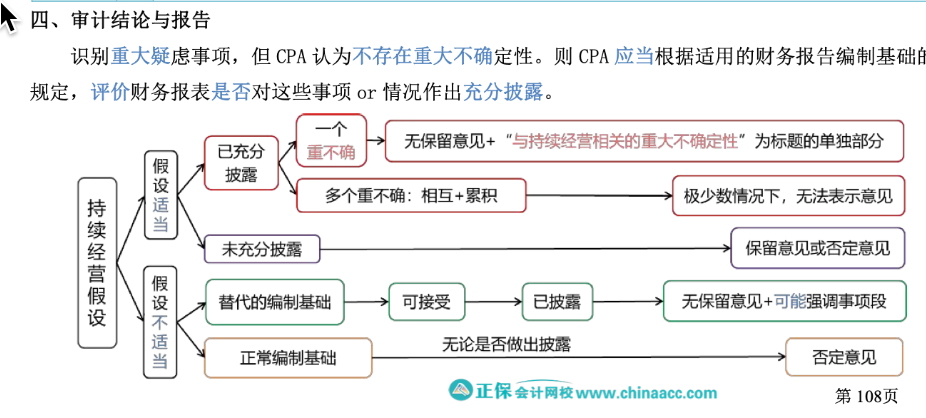 四、审计结论与报告
识别重大疑虑事项，但 CPA 认为不存在重大不确定性。则 CPA 应当根据适用的财务报告编制基础的
规定，评价财务报表是否对这些事项 or 情况作出充分披露。
持续经营假设
假设适当
已充分披露
一个重不确
无保留意见+“与持续经营相关的重大不确定性”为标题的单独部分
多个重不确：相互+累积
极少数情况下，无法表示意见
未充分披露
保留意见或否定意见
假设不适当
替代的编制基础
可接受
已披露
无保留意见+可能强调事项段
正常编制基础
无论是否做出披露
否定意见
正保会计网校 www.chinaacc.com
第 108页